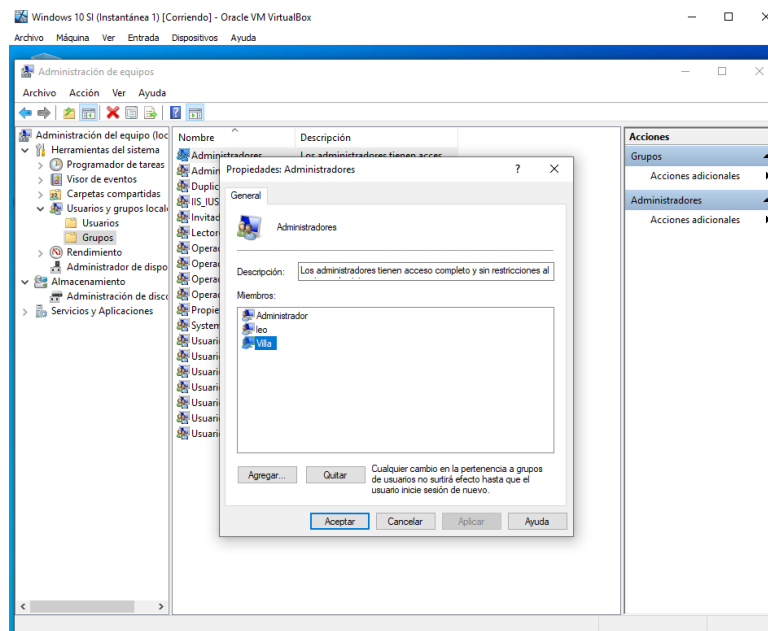 Windows 10 SI (Instantánea 1) [Corriendo] - Oracle VM VirtualBox
Archivo Máquina Ver Entrada Dispositivos Ayuda
Administración de equipos
Archivo Acción Ver Ayuda
Administración del equipo (loc
Herramientas del sistema
Programador de tareas
Visor de eventos
Carpetas compartidas
Usuarios y grupos locale
Usuarios
Grupos
Rendimiento
Administrador de dispo
Almacenamiento
Administración de disco
Servicios y Aplicaciones
Nombre Descripción
Administradores Los administradores tienen acces
Admin
Duplic
IIS_IUS
Invitad
Lector
Opera
Opera
Opera
Opera
Propie
System
Usuari
Usuari
Usuari
Usuari
Usuari
Usuari
Usuari
Propiedades: Administradores
General
Administradores
Descripción: Los administradores tienen acceso completo y sin restricciones al
Miembros:
Administrador
leo
Villa
Agregar... Quitar
Cualquier cambio en la pertenencia a grupos
de usuarios no surtirá efecto hasta que el
usuario inicie sesión de nuevo.
Aceptar Cancelar Aplicar Ayuda
Acciones
Grupos
Acciones adicionales
Administradores
Acciones adicionales